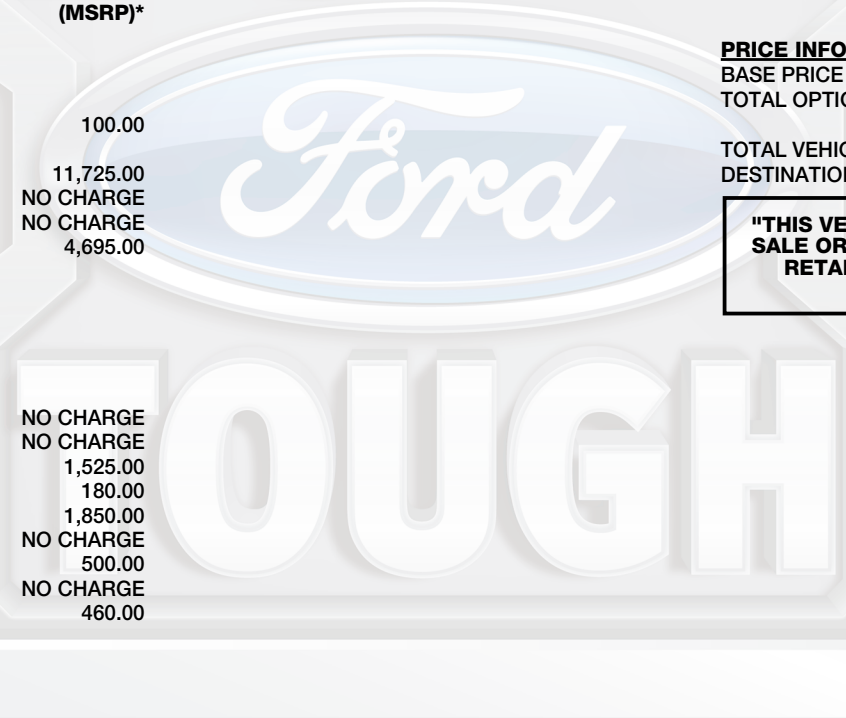 (MSRP)*
100.00
11,725.00
NO CHARGE
NO CHARGE
4,695.00
NO CHARGE
NO CHARGE
1,525.00
180.00
1,850.00
NO CHARGE
500.00
NO CHARGE
460.00
PRICE INFO
BASE PRICE
TOTAL OPTIO
TOTAL VEHIC
DESTINATION
"THIS VE
SALE OR
RETAI
Ford
TOUGH